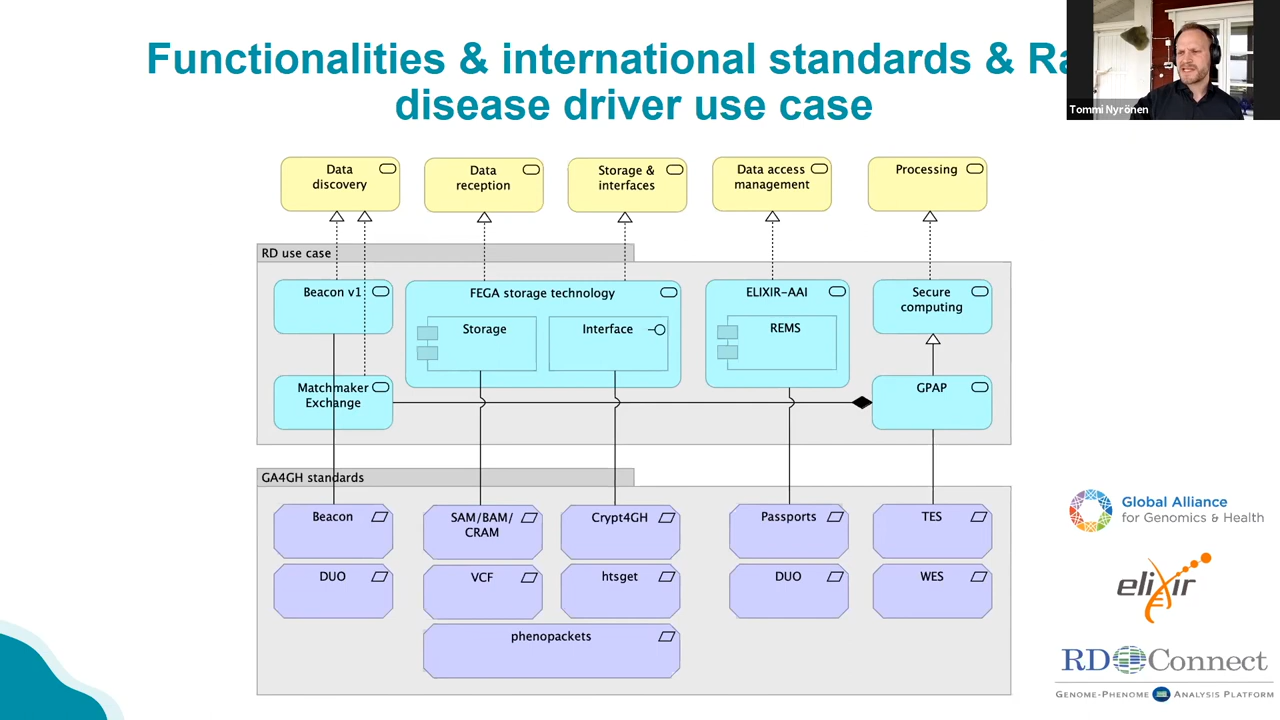 Functionalities & international standards & Ra
disease driver use case
Tommi Nyrönen
Data
discovery
Data
reception
Storage &
interfaces
Data access
management
Processing
RD use case
Beacon v1
FEGA storage technology
Storage
Interface
ELIXIR-AAI
REMS
Secure
computing
Matchmaker
Exchange
GPAP
GA4GH standards
Beacon
SAM/BAM/
CRAM
Crypt4GH
Passports
TES
DUO
VCF
htsget
DUO
WES
phenopackets
Global Alliance
for Genomics & Health
elixir
RD Connect
GENOME-PHENOME ANALYSIS PLATFORM